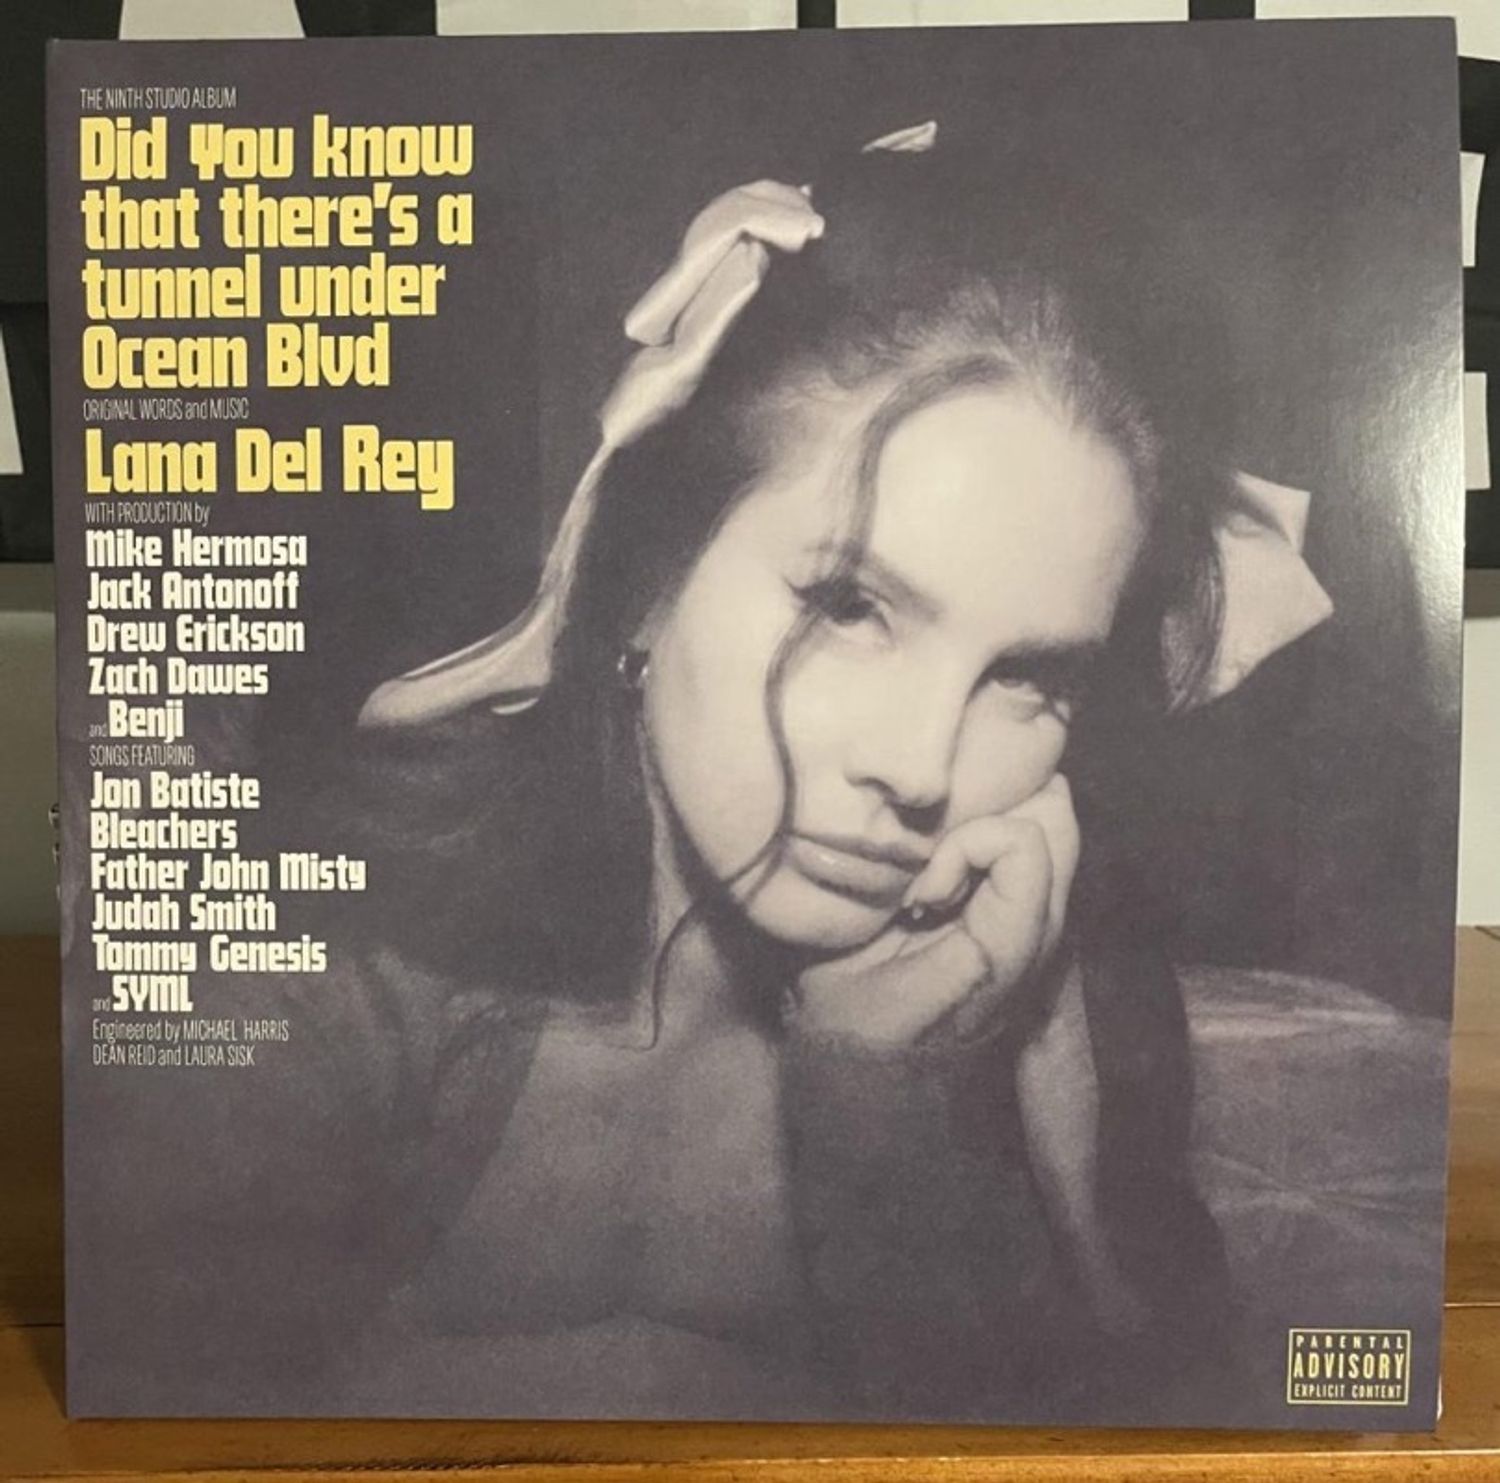 THE NINTH STUDIO ALBUM
Did you know
that there's a
tunnel under
Ocean Blvd
ORIGINAL WORDS and MUSIC
Lana Del Rey
WITH PRODUCTION by
Mike Hermosa
Jack Antonoff
Drew Erickson
Zach Dawes
and Benji
SONGS FEATURING
Jon Batiste
Bleachers
Father John Misty
Judah Smith
Tommy Genesis
and SYML
Engineered by MICHAEL HARRIS
DEAN REID and LAURA SISK
PARENTAL
ADVISORY
EXPLICIT CONTENT